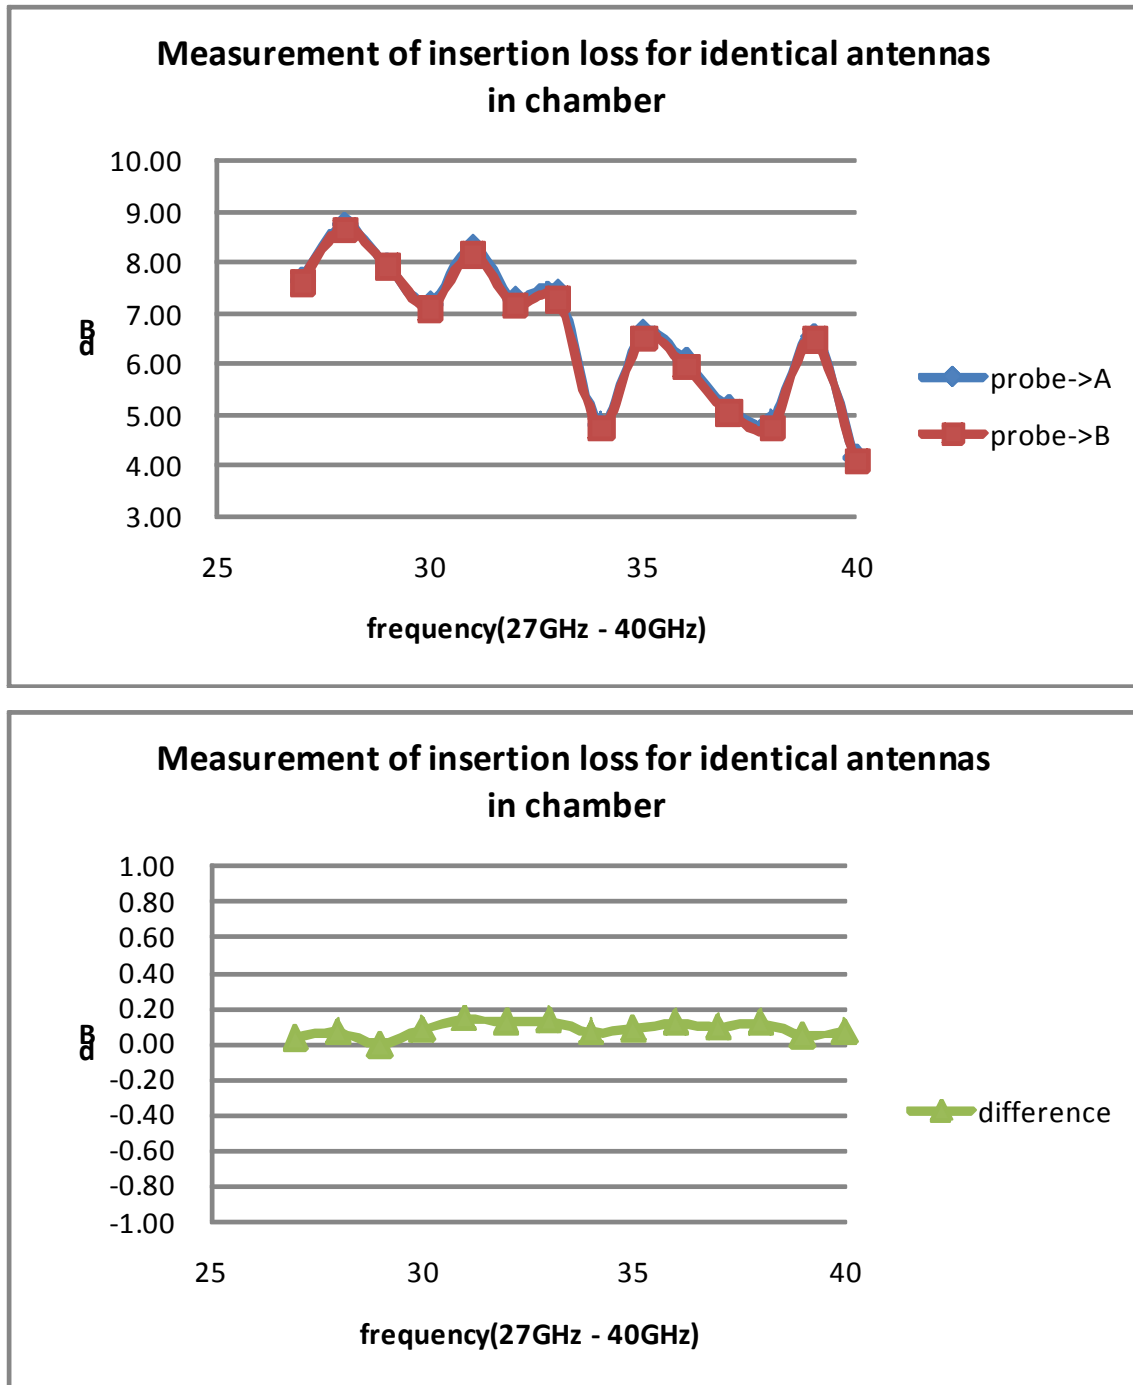 Measurement of insertion loss for identical antennas
in chamber
10.00
9.00
8.00
7.00
6.00
5.00
4.00
3.00
dB
25 30 35 40
frequency(27GHz - 40GHz)
probe->A
probe->B
Measurement of insertion loss for identical antennas
in chamber
1.00
0.80
0.60
0.40
0.20
0.00
-0.20
-0.40
-0.60
-0.80
-1.00
dB
25 30 35 40
frequency(27GHz - 40GHz)
difference